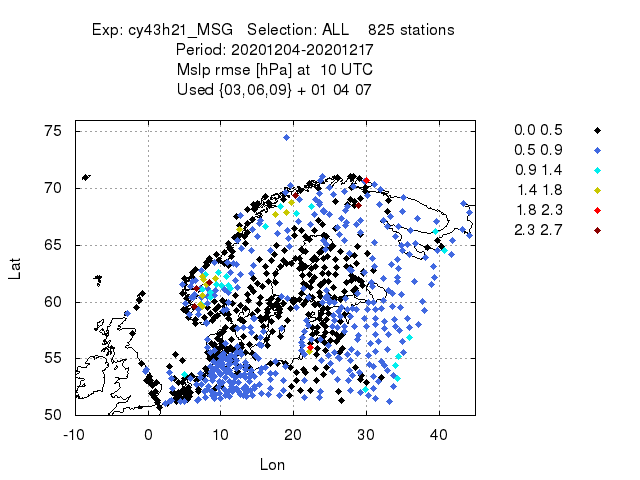 Exp: cy43h21_MSG Selection: ALL 825 stations
Period: 20201204-20201217
Mslp rmse [hPa] at 10 UTC
Used {03,06,09} + 01 04 07
75
70
65
60
55
50
Lat
-10 0 10 20 30 40
Lon
0.0 0.5
0.5 0.9
0.9 1.4
1.4 1.8
1.8 2.3
2.3 2.7